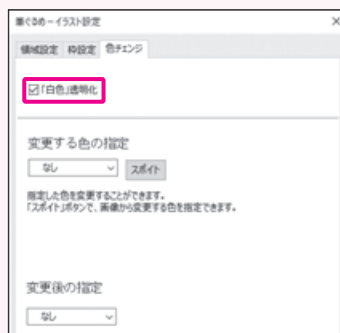 筆ぐるめ - イラスト設定
領域設定 枠設定 色チェンジ
「白色」透明化
変更する色の指定
なし スポイト
指定した色を変更することができます。
「スポイト」ボタンで、画像から変更する色を指定できます。
変更後の指定
なし